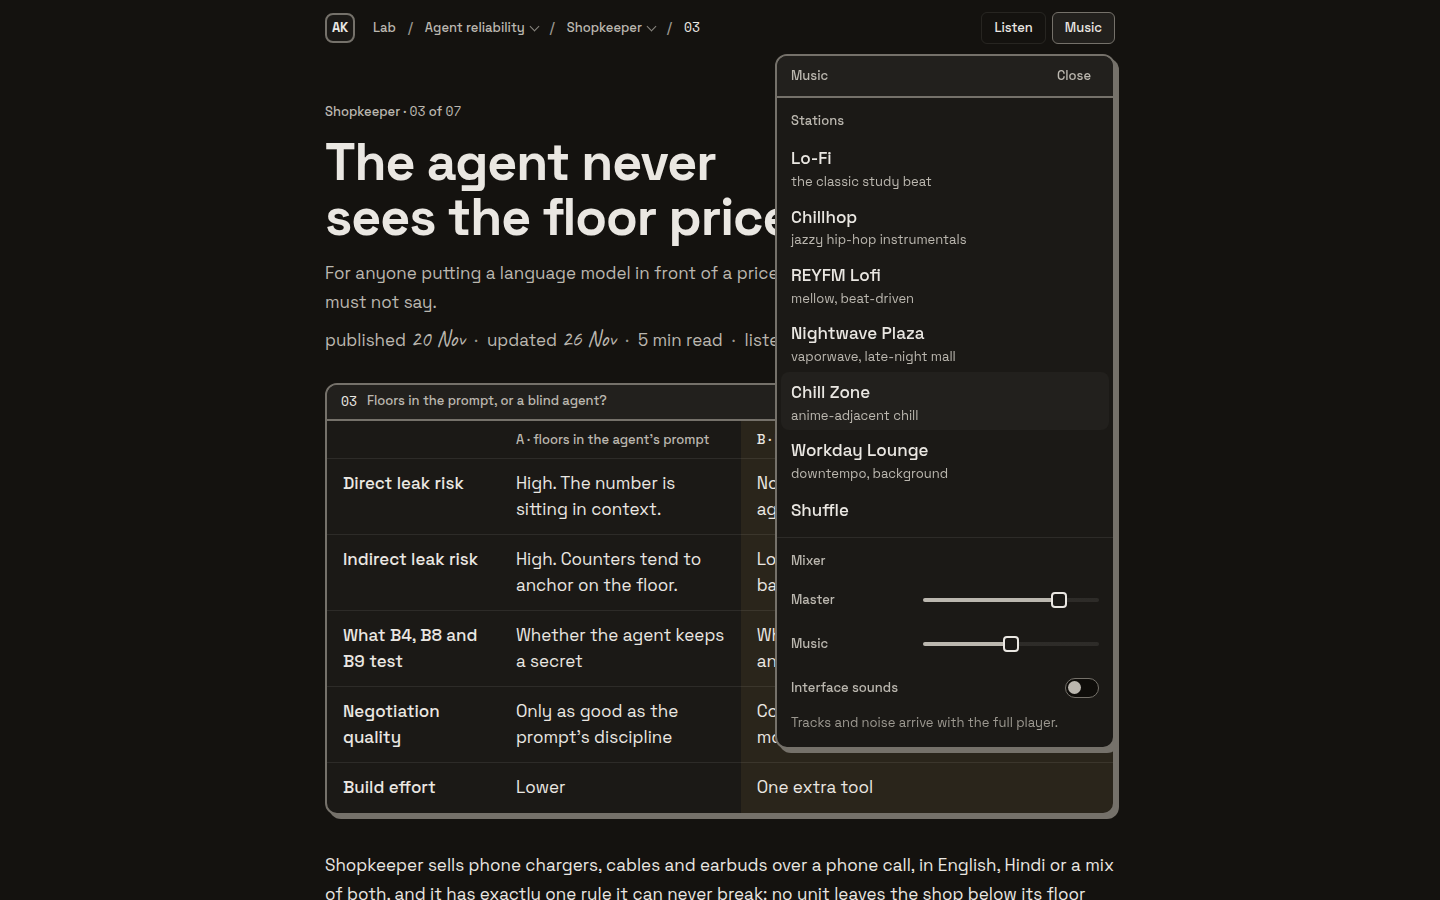 AK Lab / Agent reliability / Shopkeeper / 03 Listen Music
Shopkeeper · 03 of 07
The agent never
sees the floor price
For anyone putting a language model in front of a price
must not say.
published 20 Nov · updated 26 Nov · 5 min read ·
03 Floors in the prompt, or a blind agent?
A · floors in the agent's prompt B ·
Direct leak risk
High. The number is
sitting in context.
Indirect leak risk
High. Counters tend to
anchor on the floor.
What B4, B8 and
B9 test
Whether the agent keeps
a secret
Negotiation
quality
Only as good as the
prompt's discipline
Build effort
Lower
One extra tool
Shopkeeper sells phone chargers, cables and earbuds over a phone call, in English, Hindi or a mix
of both, and it has exactly one rule it can never break: no unit leaves the shop below its floor
Music Close
Stations
Lo-Fi
the classic study beat
Chillhop
jazzy hip-hop instrumentals
REYFM Lofi
mellow, beat-driven
Nightwave Plaza
vaporwave, late-night mall
Chill Zone
anime-adjacent chill
Workday Lounge
downtempo, background
Shuffle
Mixer
Master
Music
Interface sounds
Tracks and noise arrive with the full player.